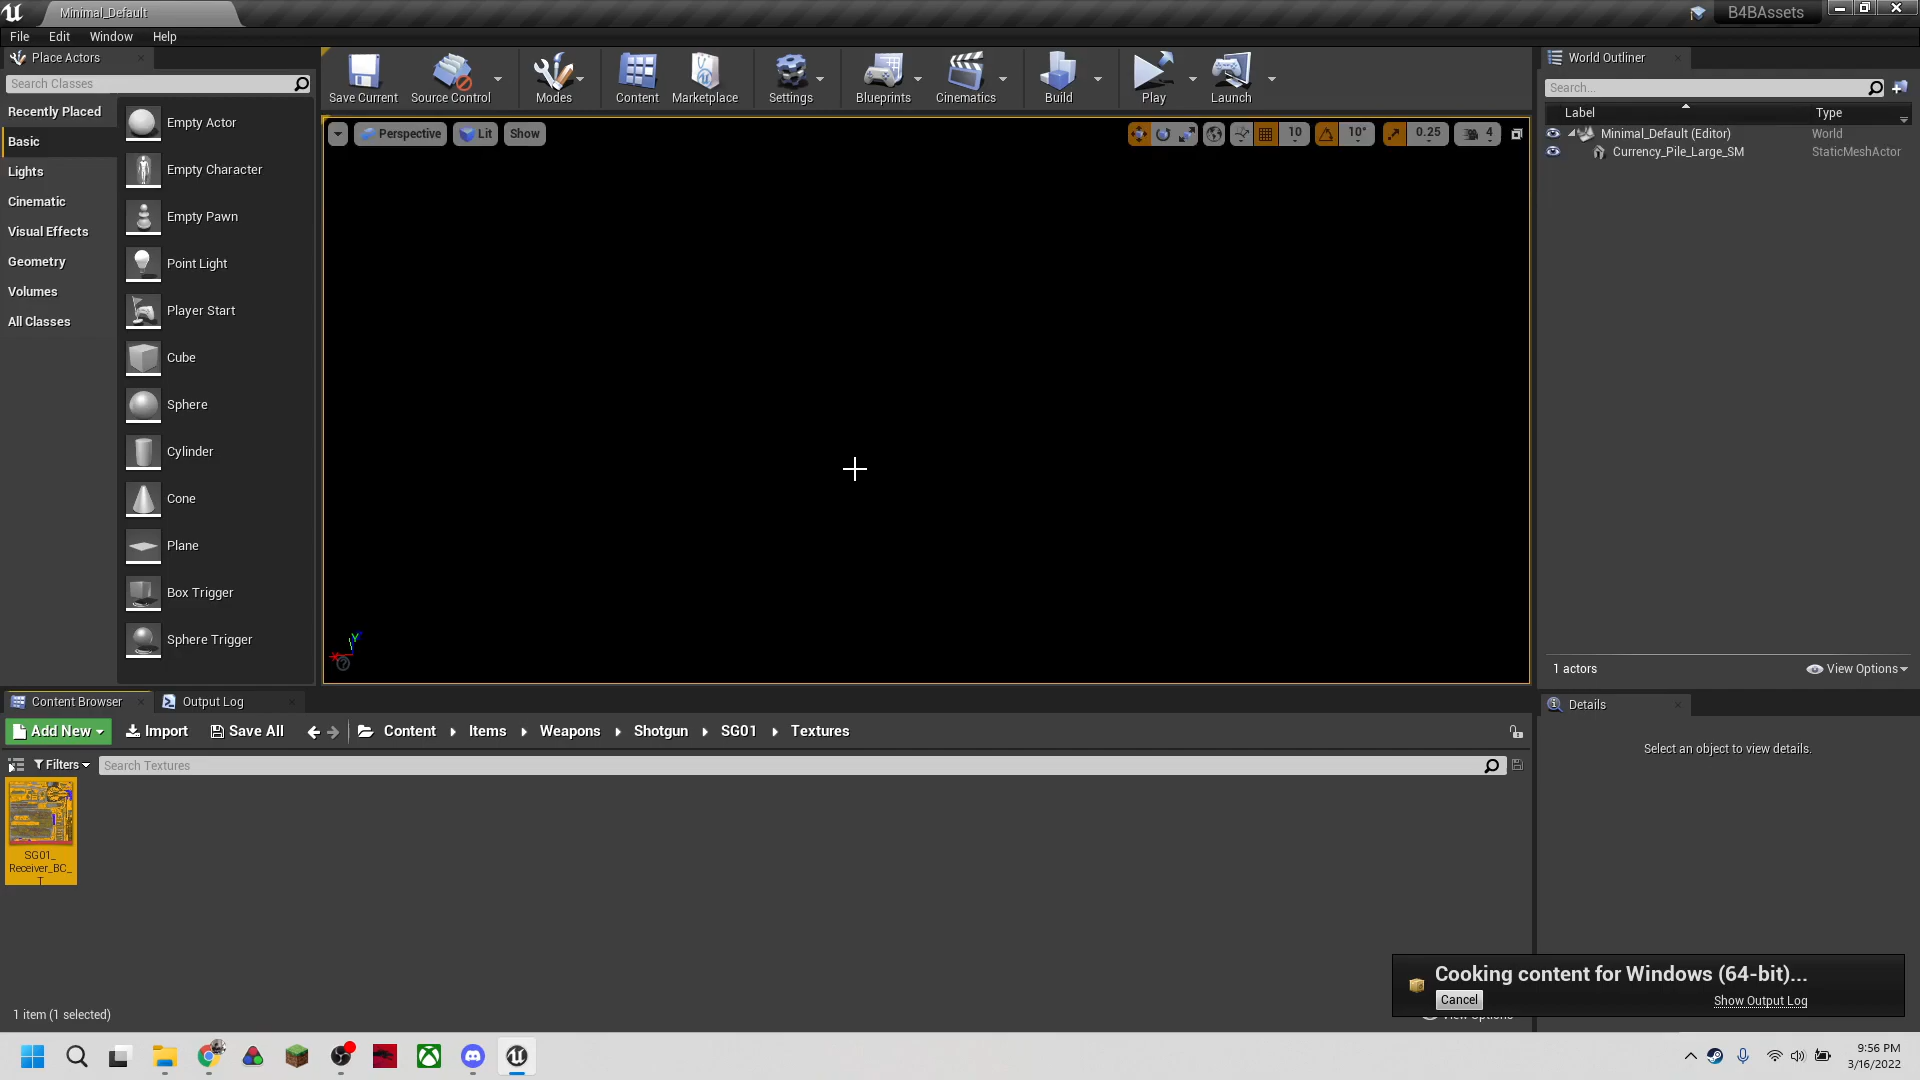 Minimal_Default
B4BAssets
File Edit Window Help
Place Actors
Search Classes
Recently Placed
Basic
Lights
Cinematic
Visual Effects
Geometry
Volumes
All Classes
Empty Actor
Empty Character
Empty Pawn
Point Light
Player Start
Cube
Sphere
Cylinder
Cone
Plane
Box Trigger
Sphere Trigger
Save Current Source Control Modes Content Marketplace Settings Blueprints Cinematics Build Play Launch
Perspective Lit Show
10 10° 0.25 4
Y
World Outliner
Search...
Label Type
Minimal_Default (Editor) World
Currency_Pile_Large_SM StaticMeshActor
1 actors View Options
Details
Select an object to view details.
Content Browser Output Log
Add New Import Save All Content Items Weapons Shotgun SG01 Textures
Filters Search Textures
SG01_
Receiver_BC_
T
1 item (1 selected)
Cooking content for Windows (64-bit)...
Cancel Show Output Log
View Options
9:56 PM
3/16/2022